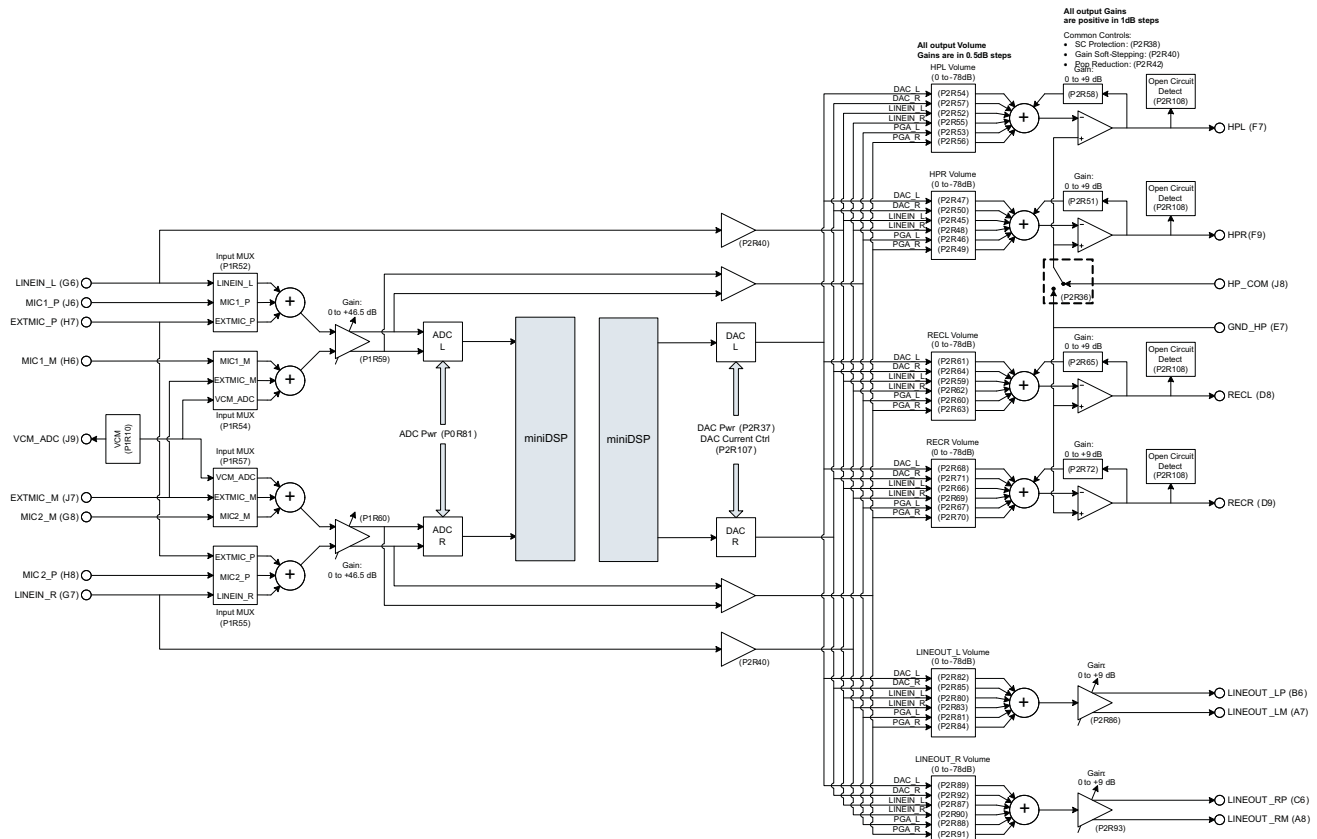 All output Gains
are positive in 1dB steps
Common Controls:
• SC Protection: (P2R38)
• Gain Soft-Stepping: (P2R40)
• Pop Reduction: (P2R42)
All output Volume
Gains are in 0.5dB steps
HPL Volume
(0 to -78dB)
DAC_L
DAC_R
LINEIN_L
LINEIN_R
PGA_L
PGA_R
(P2R54)
(P2R57)
(P2R52)
(P2R55)
(P2R53)
(P2R56)
+
Gain:
0 to +9 dB
(P2R58)
−
+
Open Circuit
Detect
(P2R108)
HPL (F7)
HPR Volume
(0 to -78dB)
DAC_L
DAC_R
LINEIN_L
LINEIN_R
PGA_L
PGA_R
(P2R47)
(P2R50)
(P2R45)
(P2R48)
(P2R46)
(P2R49)
+
Gain:
0 to +9 dB
(P2R51)
−
+
Open Circuit
Detect
(P2R108)
HPR (F9)
(P2R40)
LINEIN_L (G6)
MIC1_P (J6)
EXTMIC_P (H7)
Input MUX
(P1R52)
LINEIN_L
MIC1_P
EXTMIC_P
+
Gain:
0 to +46.5 dB
(P1R59)
HP_COM (J8)
(P2R36)
GND_HP (E7)
MIC1_M (H6)
MIC1_M
EXTMIC_M
VCM_ADC
Input MUX
(P1R54)
+
ADC
L
miniDSP
miniDSP
DAC
L
RECL Volume
(0 to -78dB)
DAC_L
DAC_R
LINEIN_L
LINEIN_R
PGA_L
PGA_R
(P2R61)
(P2R64)
(P2R59)
(P2R62)
(P2R60)
(P2R63)
+
Gain:
0 to +9 dB
(P2R65)
−
+
Open Circuit
Detect
(P2R108)
RECL (D8)
VCM_ADC (J9)
VCM
(P1R10)
ADC Pwr (P0R81)
DAC Pwr (P2R37)
DAC Current Ctrl
(P2R107)
EXTMIC_M (J7)
MIC2_M (G8)
Input MUX
(P1R57)
VCM_ADC
EXTMIC_M
MIC2_M
+
(P1R60)
Gain:
0 to +46.5 dB
ADC
R
DAC
R
RECR Volume
(0 to -78dB)
DAC_L
DAC_R
LINEIN_L
LINEIN_R
PGA_L
PGA_R
(P2R68)
(P2R71)
(P2R66)
(P2R69)
(P2R67)
(P2R70)
+
Gain:
0 to +9 dB
(P2R72)
−
+
Open Circuit
Detect
(P2R108)
RECR (D9)
MIC2_P (H8)
LINEIN_R (G7)
EXTMIC_P
MIC2_P
LINEIN_R
Input MUX
(P1R55)
+
(P2R40)
LINEOUT_L Volume
(0 to -78dB)
DAC_L
DAC_R
LINEIN_L
LINEIN_R
PGA_L
PGA_R
(P2R82)
(P2R85)
(P2R80)
(P2R83)
(P2R81)
(P2R84)
+
Gain:
0 to +9 dB
(P2R86)
LINEOUT_LP (B6)
LINEOUT_LM (A7)
LINEOUT_R Volume
(0 to -78dB)
DAC_L
DAC_R
LINEIN_L
LINEIN_R
PGA_L
PGA_R
(P2R89)
(P2R92)
(P2R87)
(P2R90)
(P2R88)
(P2R91)
+
Gain:
0 to +9 dB
(P2R93)
LINEOUT_RP (C6)
LINEOUT_RM (A8)